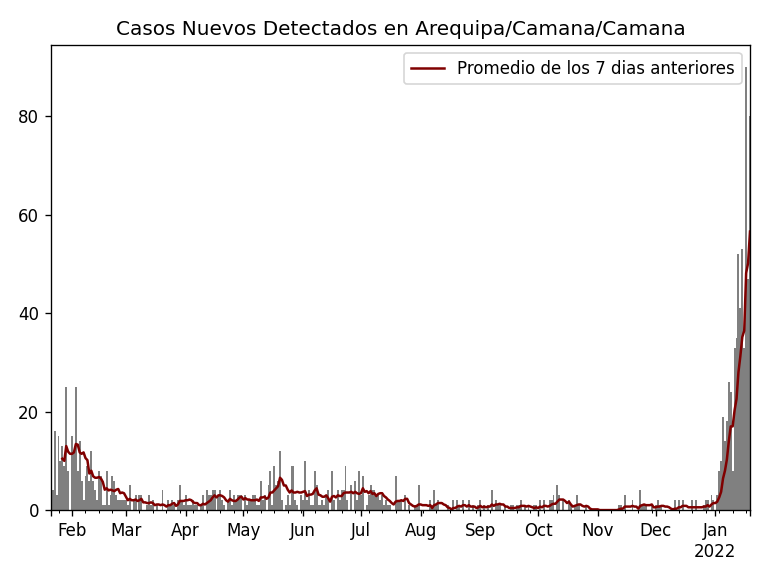 Casos Nuevos Detectados en Arequipa/Camana/Camana
Promedio de los 7 dias anteriores
80
60
40
20
0
Feb Mar Apr May Jun Jul Aug Sep Oct Nov Dec Jan
2022